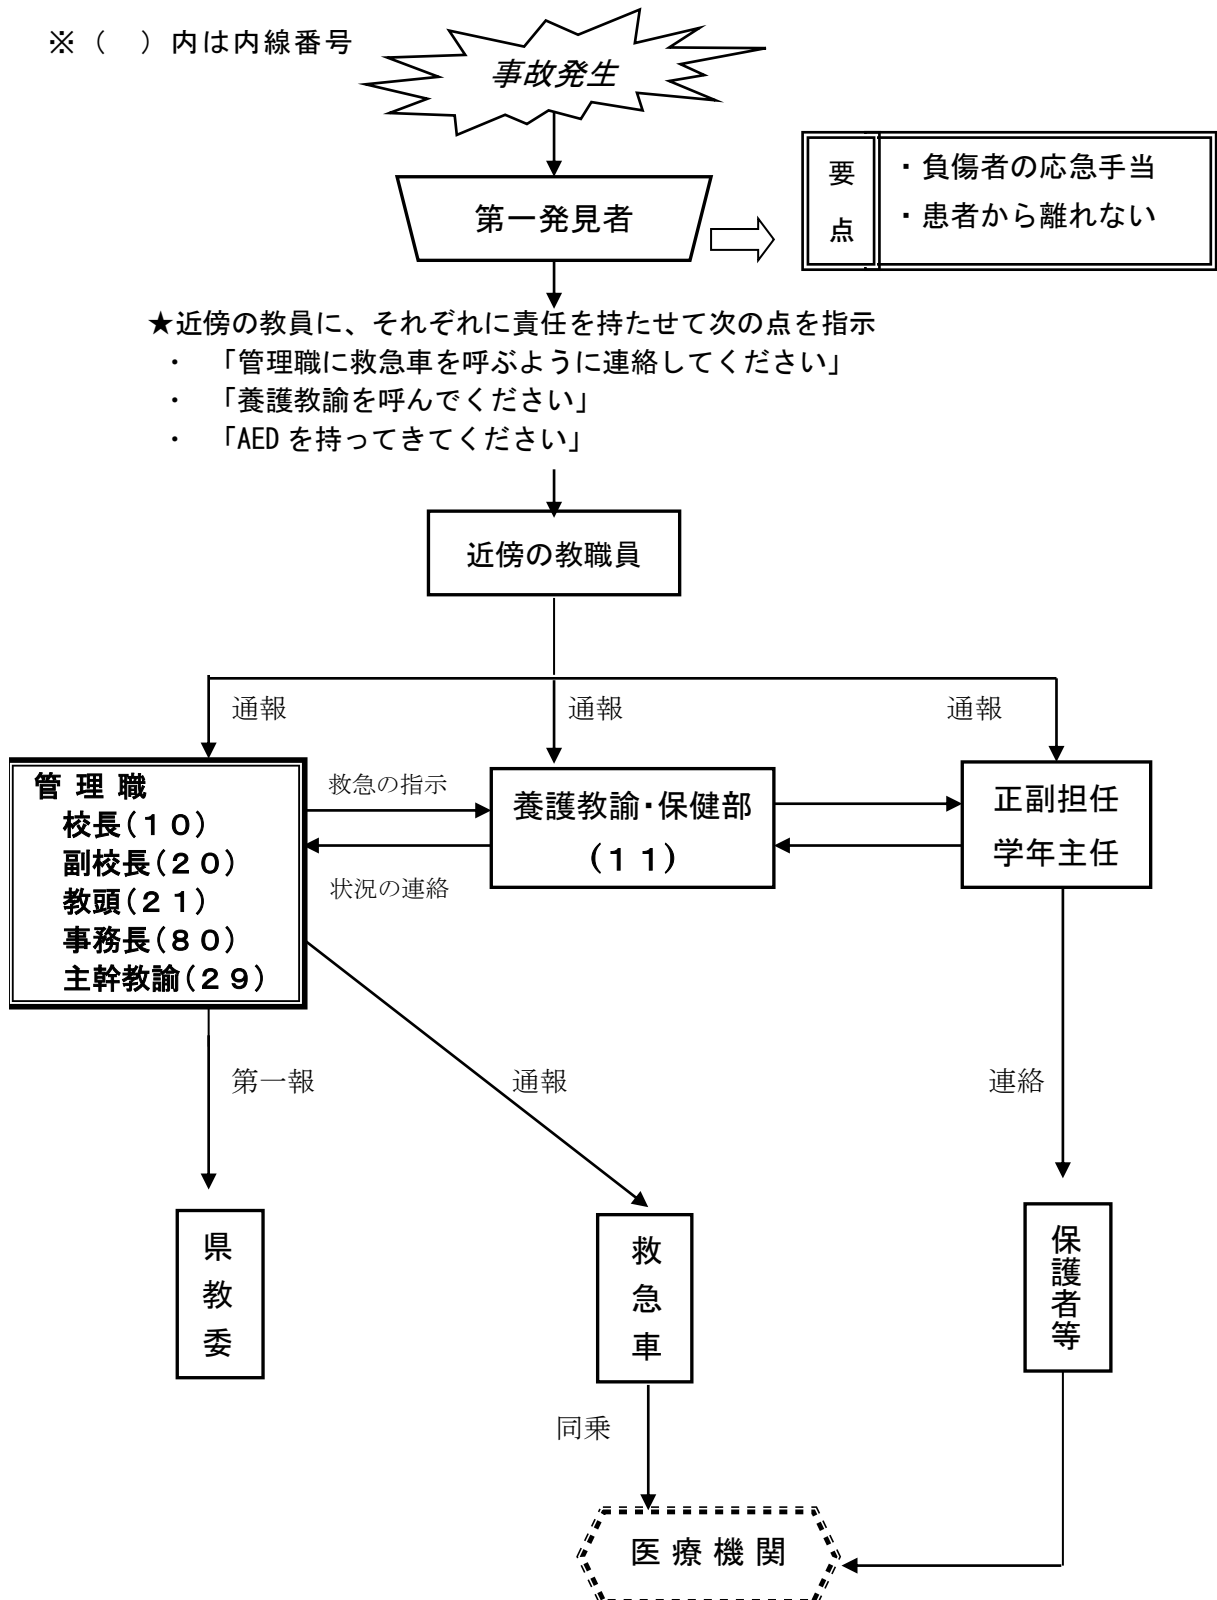 ※（　）内は内線番号
事故発生
第一発見者
要点
・負傷者の応急手当
・患者から離れない
★近傍の教員に、それぞれに責任を持たせて次の点を指示
・「管理職に救急車を呼ぶように連絡してください」
・「養護教諭を呼んでください」
・「AEDを持ってきてください」
近傍の教職員
通報
通報
通報
管理職
校長(１０)
副校長(２０)
教頭(２１)
事務長(８０)
主幹教諭(２９)
救急の指示
状況の連絡
養護教諭・保健部
(１１)
正副担任
学年主任
第一報
通報
連絡
県教委
救急車
保護者等
同乗
医療機関